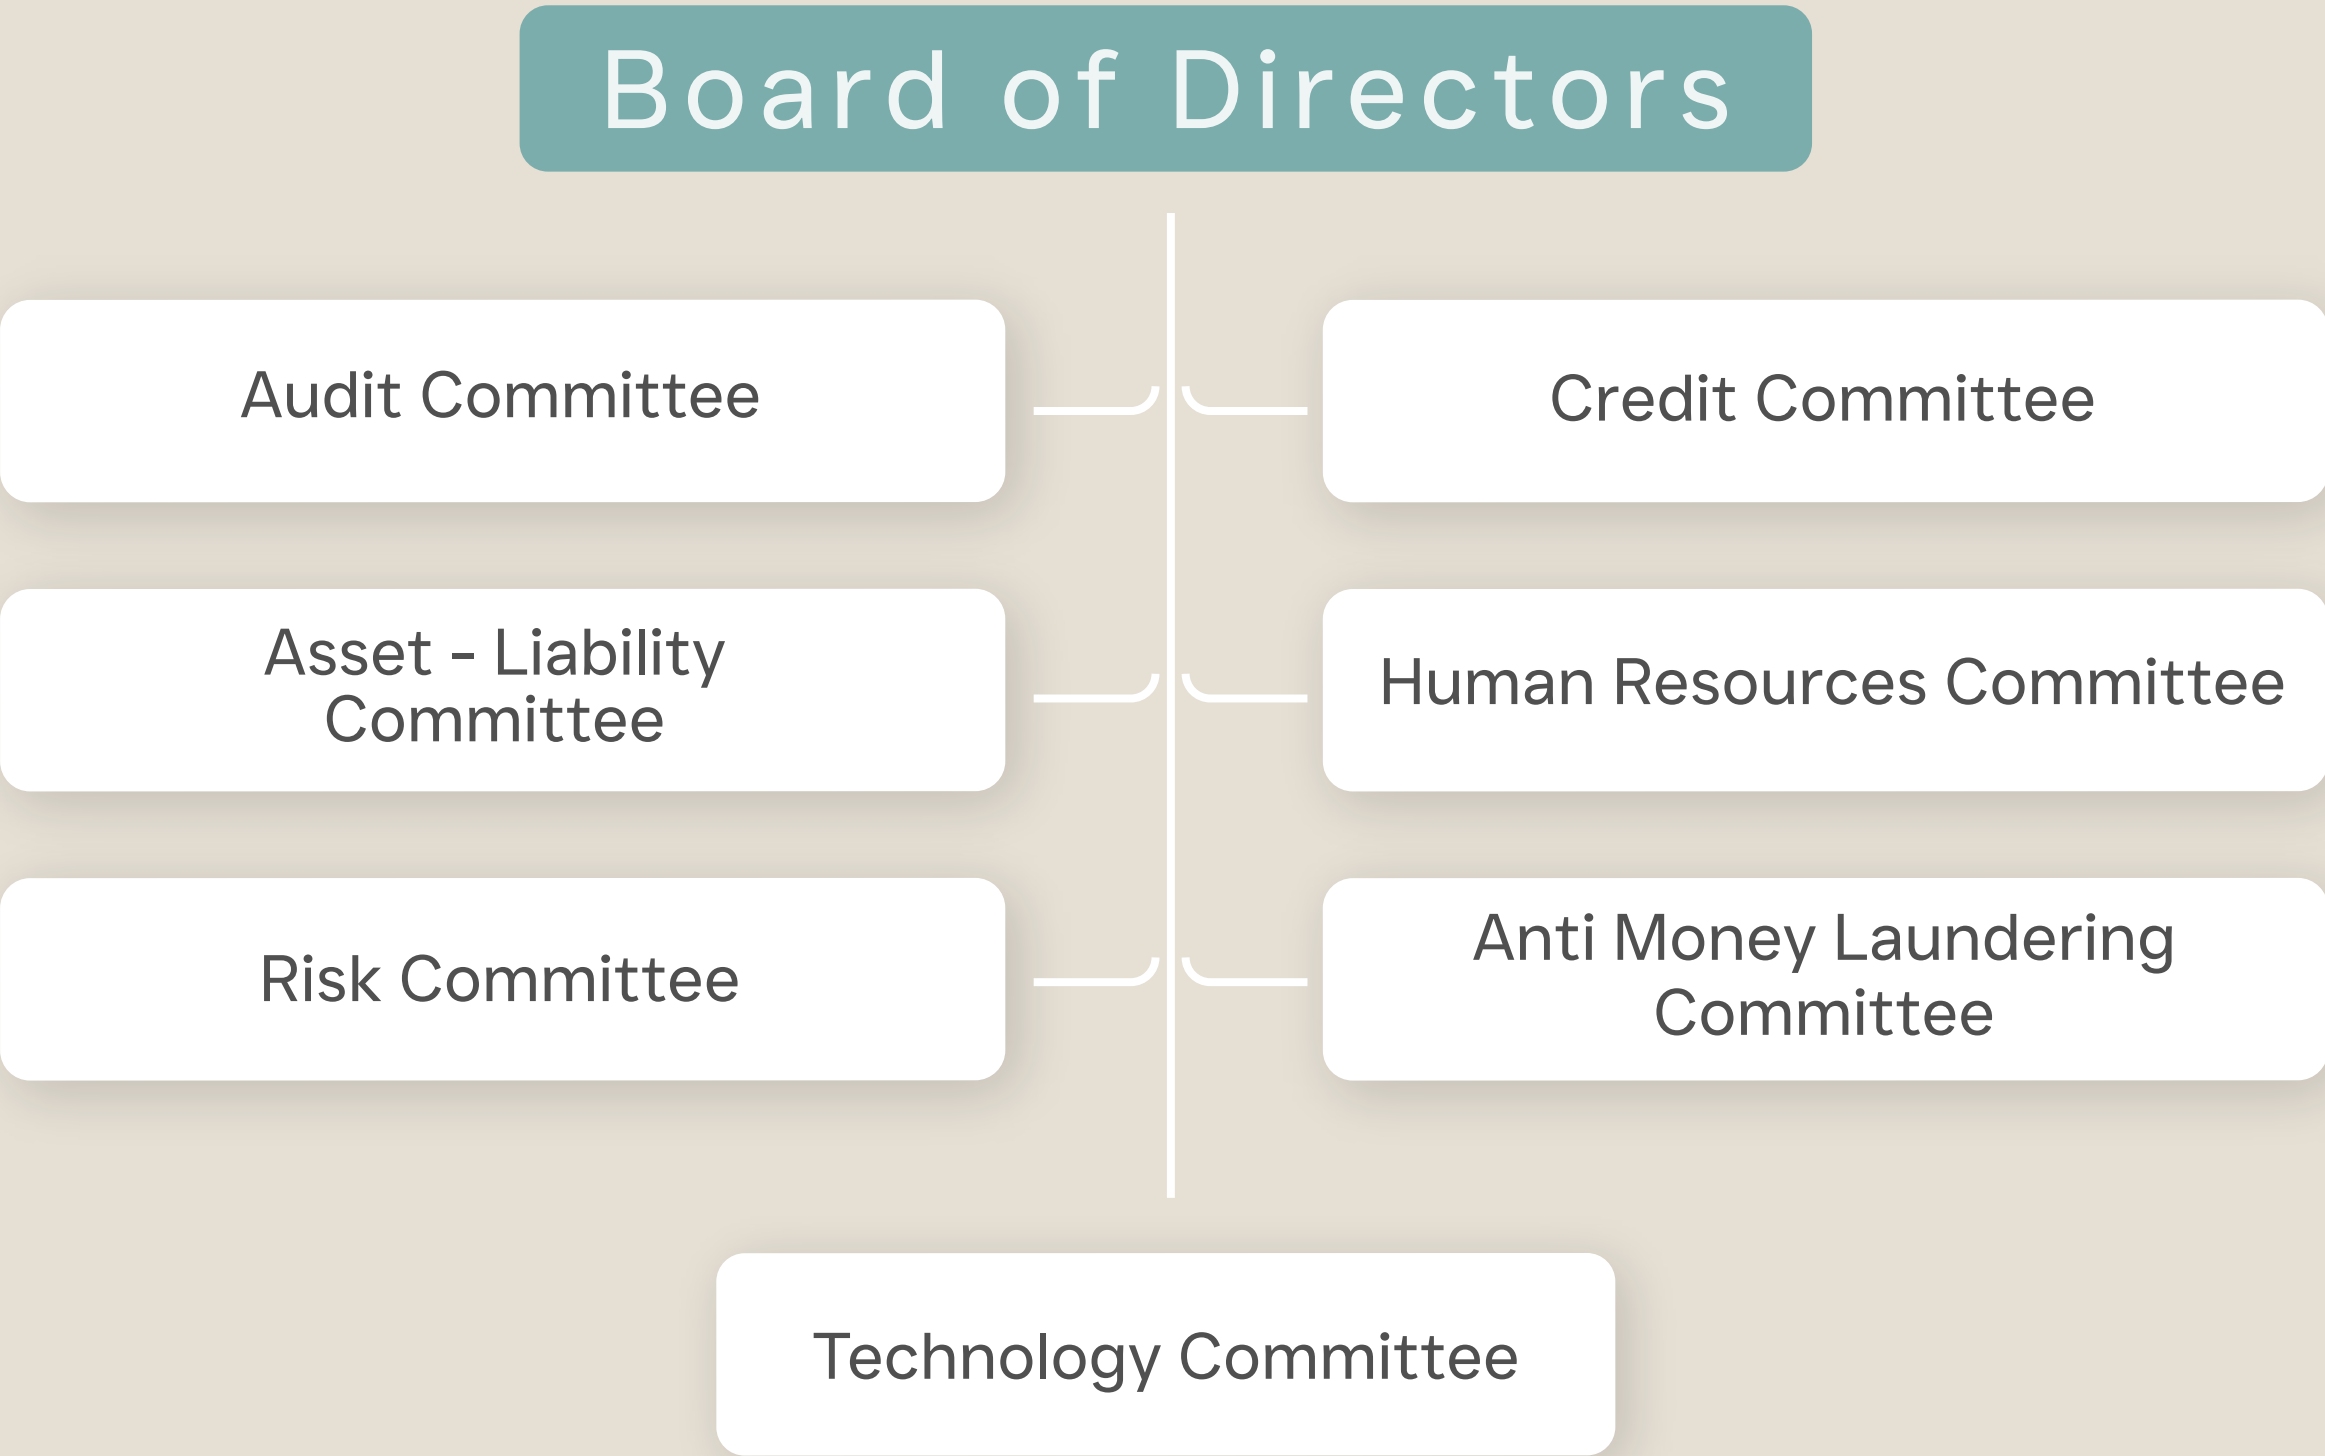 Board of Directors
Audit Committee
Credit Committee
Asset - Liability
Committee
Human Resources Committee
Risk Committee
Anti Money Laundering
Committee
Technology Committee